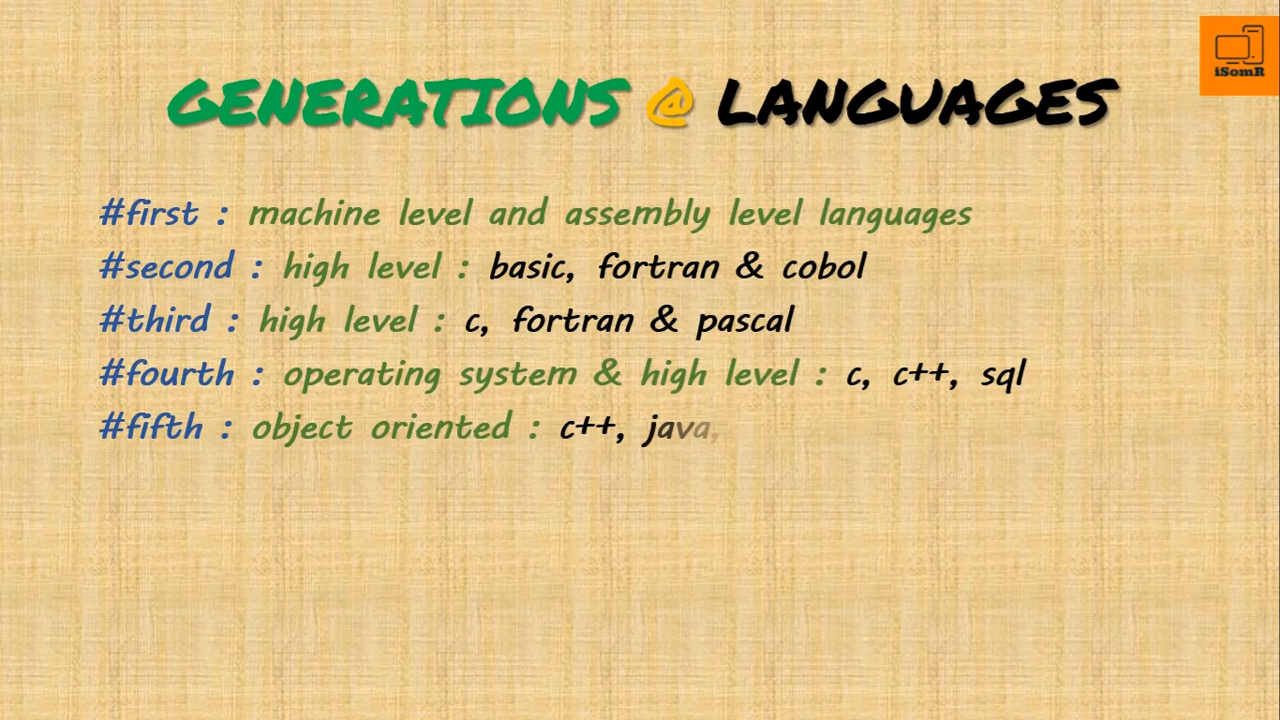 iSomR
GENERATIONS @ LANGUAGES
#first : machine level and assembly level languages
#second : high level : basic, fortran & cobol
#third : high level : c, fortran & pascal
#fourth : operating system & high level : c, c++, sql
#fifth : object oriented : c++, java,